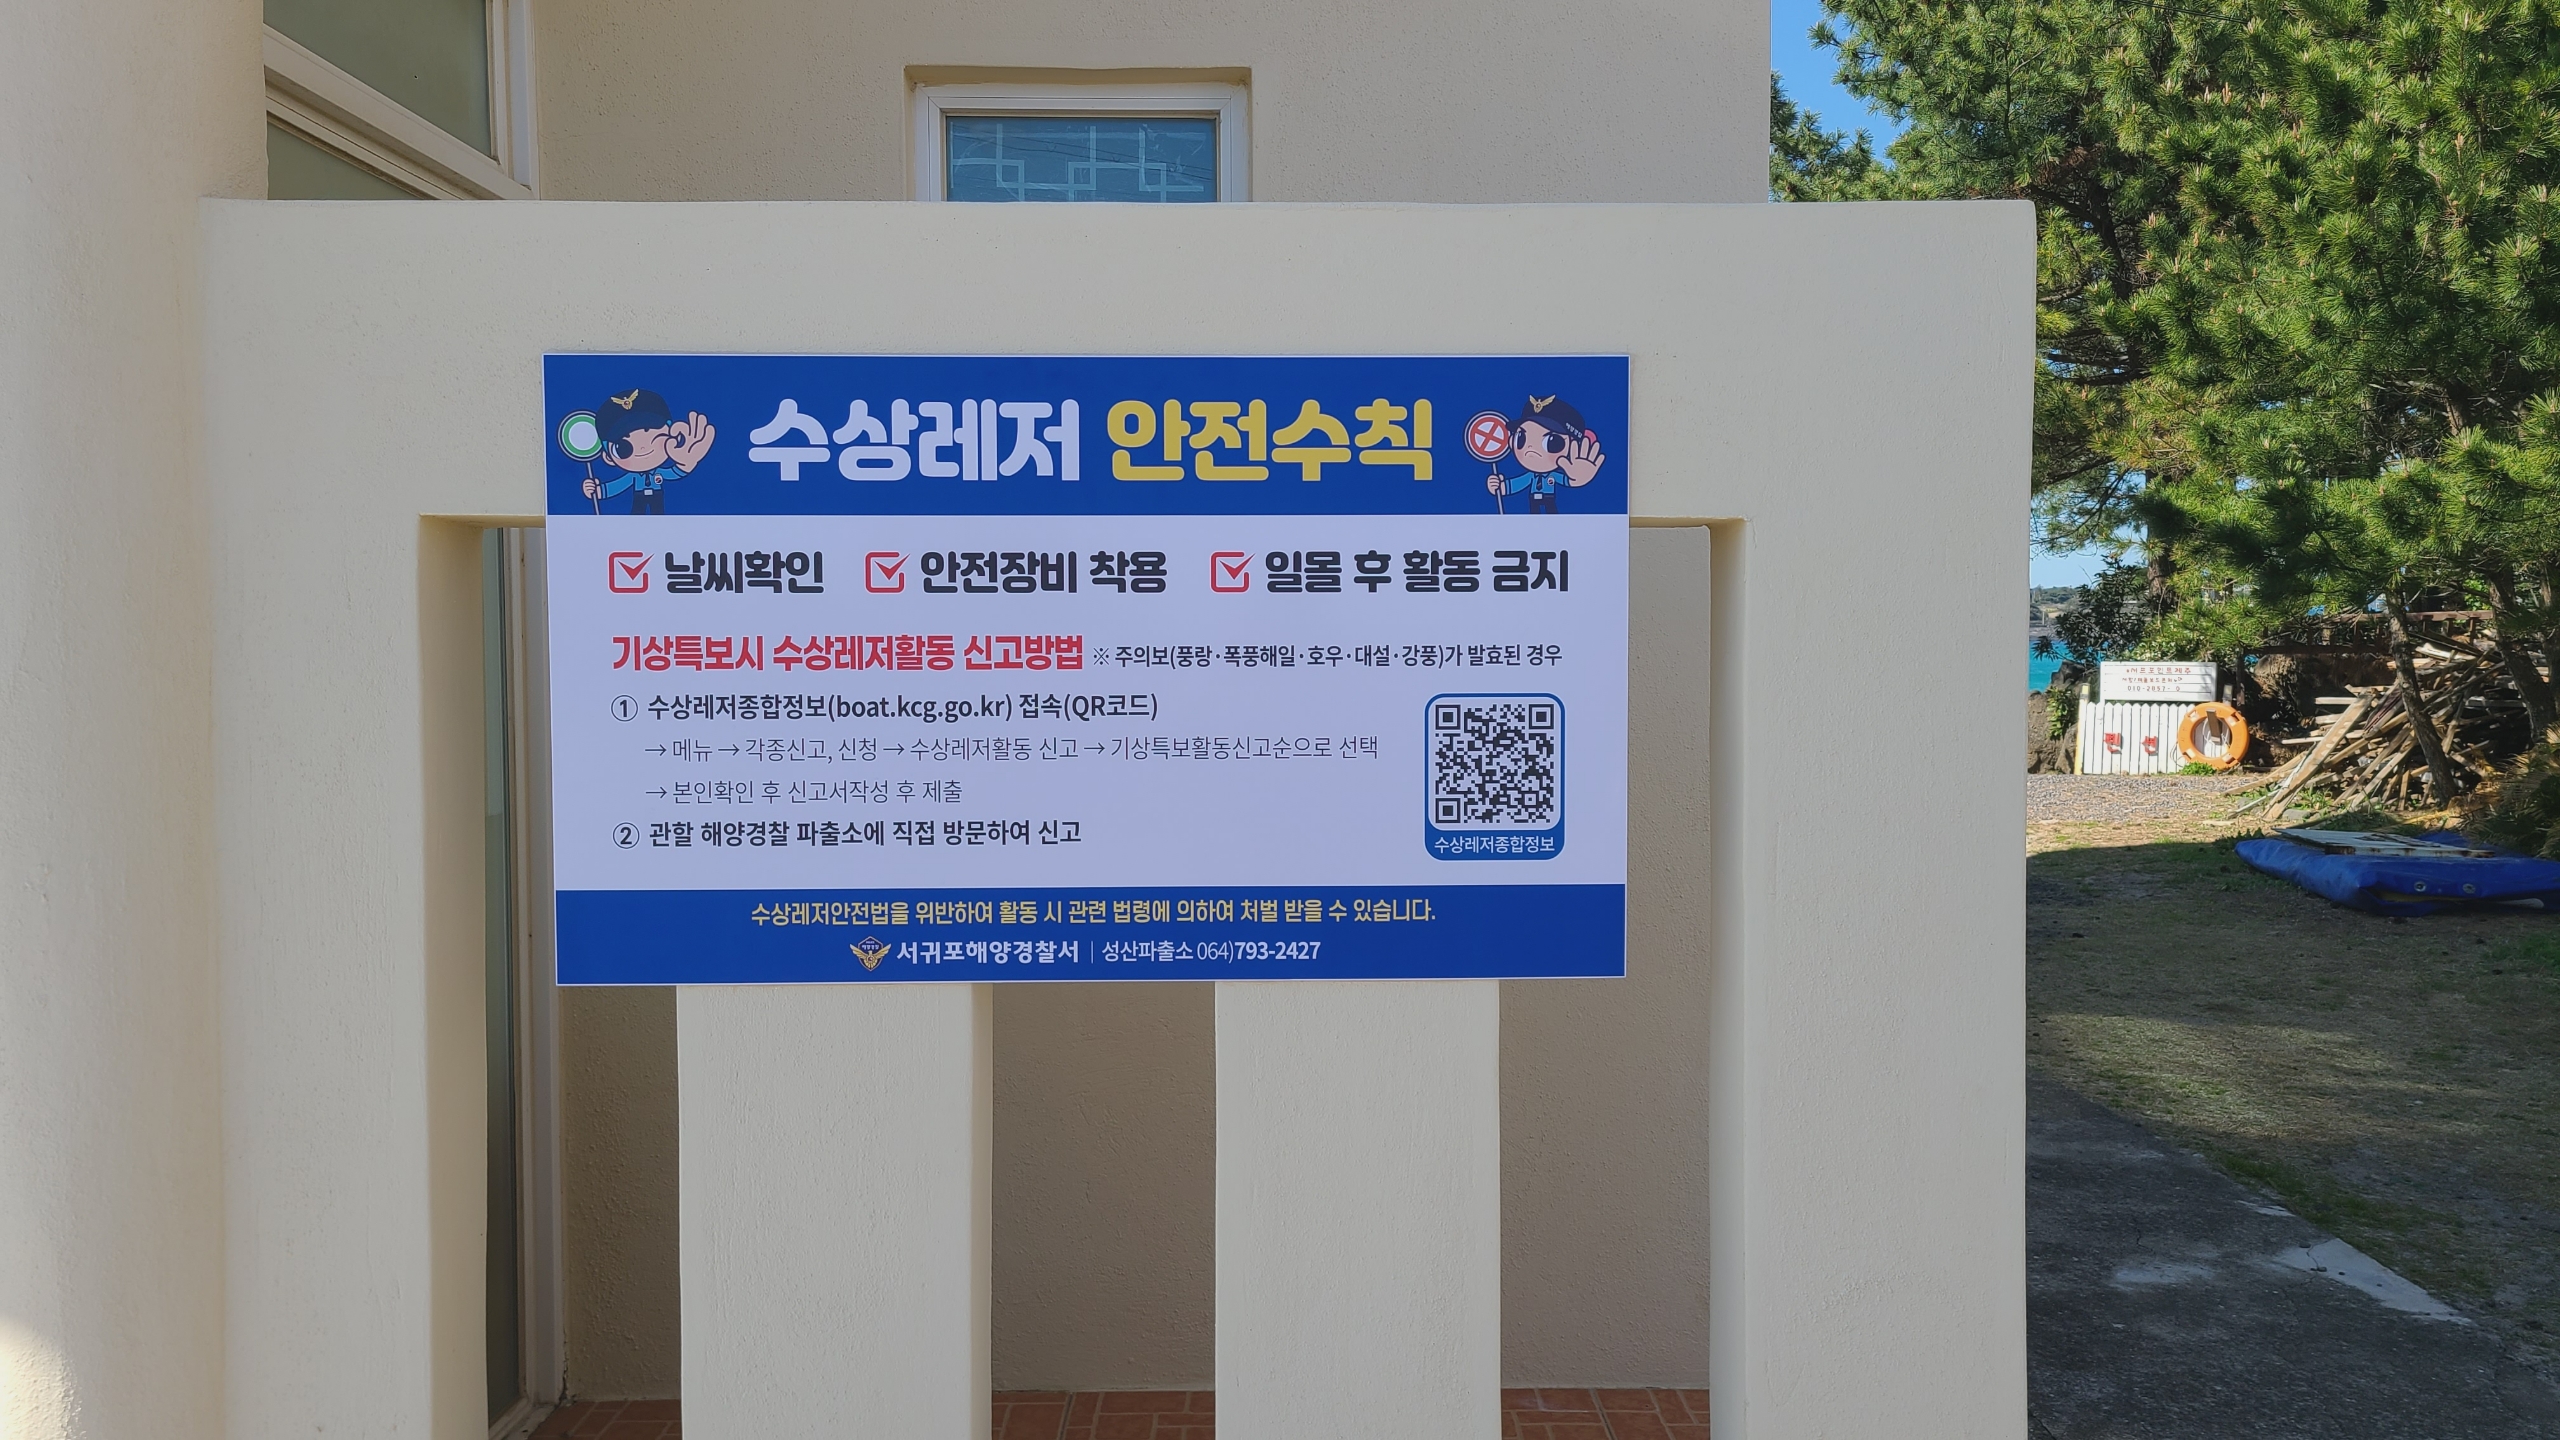 수상레저 안전수칙
날씨확인 안전장비 착용 일몰 후 활동 금지
기상특보시 수상레저활동 신고방법 ※ 주의보(풍랑·폭풍해일·호우·대설·강풍)가 발효된 경우
① 수상레저종합정보(boat.kcg.go.kr) 접속(QR코드)
→ 메뉴 → 각종신고, 신청 → 수상레저활동 신고 → 기상특보활동신고순으로 선택
→ 본인확인 후 신고서작성 후 제출
② 관할 해양경찰 파출소에 직접 방문하여 신고
수상레저종합정보
수상레저안전법을 위반하여 활동 시 관련 법령에 의하여 처벌 받을 수 있습니다.
서귀포해양경찰서 | 성산파출소 064)793-2427